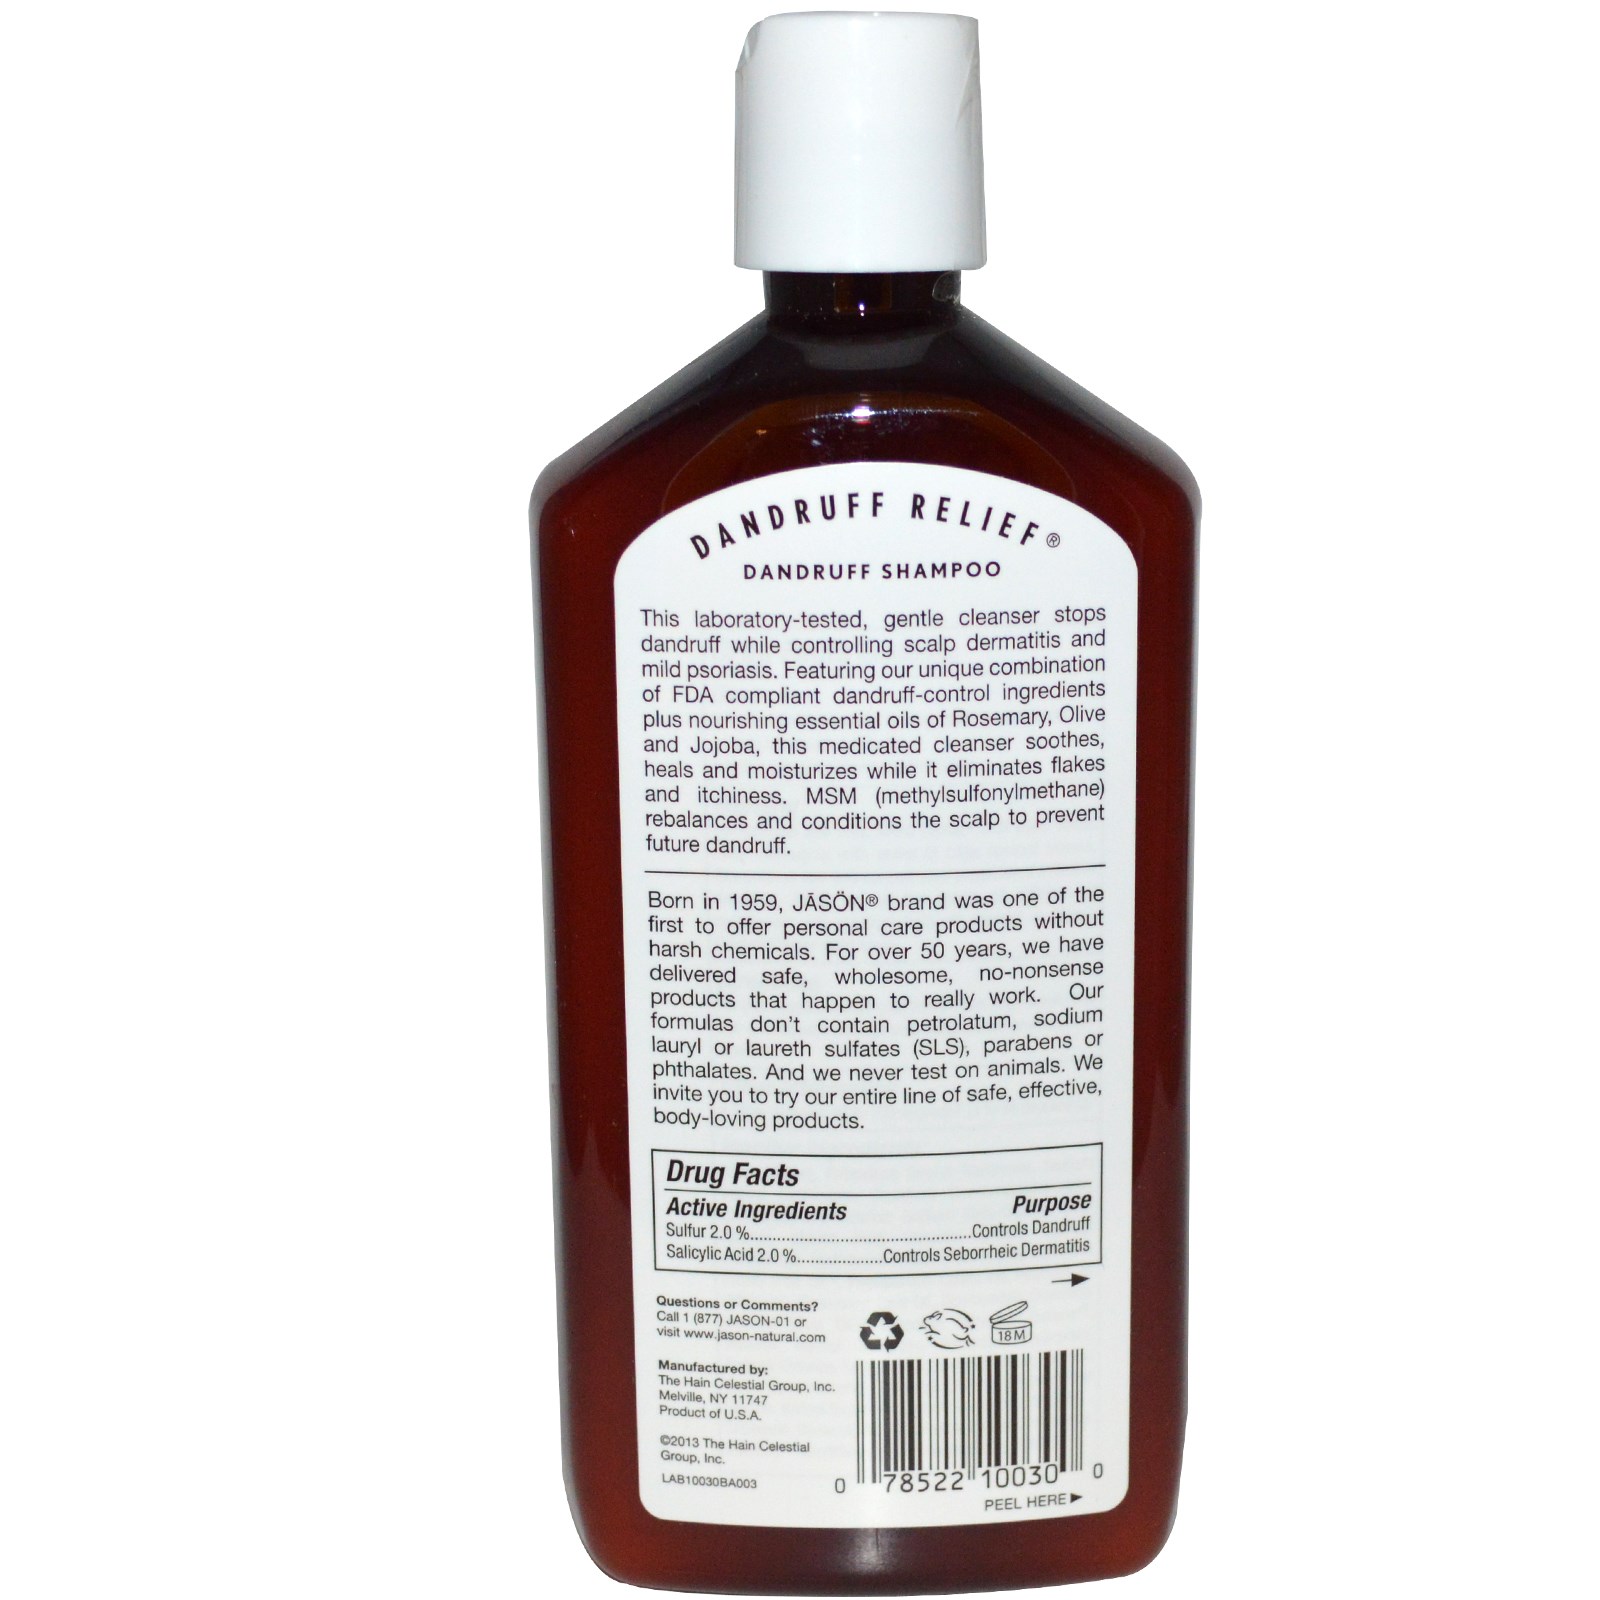 DANDRUFF RELIEF®
DANDRUFF SHAMPOO
This laboratory-tested, gentle cleanser stops
dandruff while controlling scalp dermatitis and
mild psoriasis. Featuring our unique combination
of FDA compliant dandruff-control ingredients
plus nourishing essential oils of Rosemary, Olive
and Jojoba, this medicated cleanser soothes,
heals and moisturizes while it eliminates flakes
and itchiness. MSM (methylsulfonylmethane)
rebalances and conditions the scalp to prevent
future dandruff.
Born in 1959, JĀSÖN® brand was one of the
first to offer personal care products without
harsh chemicals. For over 50 years, we have
delivered safe, wholesome, no-nonsense
products that happen to really work. Our
formulas don't contain petrolatum, sodium
lauryl or laureth sulfates (SLS), parabens or
phthalates. And we never test on animals. We
invite you to try our entire line of safe, effective,
body-loving products.
Drug Facts
Active Ingredients Purpose
Sulfur 2.0 %......................................Controls Dandruff
Salicylic Acid 2.0 %..................Controls Seborrheic Dermatitis
Questions or Comments?
Call 1 (877) JASON-01 or
visit www.jason-natural.com
18M
Manufactured by:
The Hain Celestial Group, Inc.
Melville, NY 11747
Product of U.S.A.
©2013 The Hain Celestial
Group, Inc.
LAB10030BA003
0 78522 10030 0
PEEL HERE